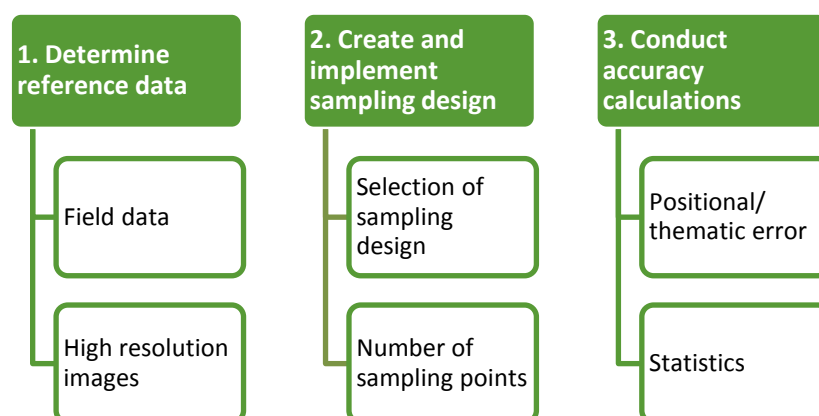 1. Determine
reference data
Field data
High resolution
images
2. Create and
implement
sampling design
Selection of
sampling
design
Number of
sampling points
3. Conduct
accuracy
calculations
Positional/
thematic error
Statistics